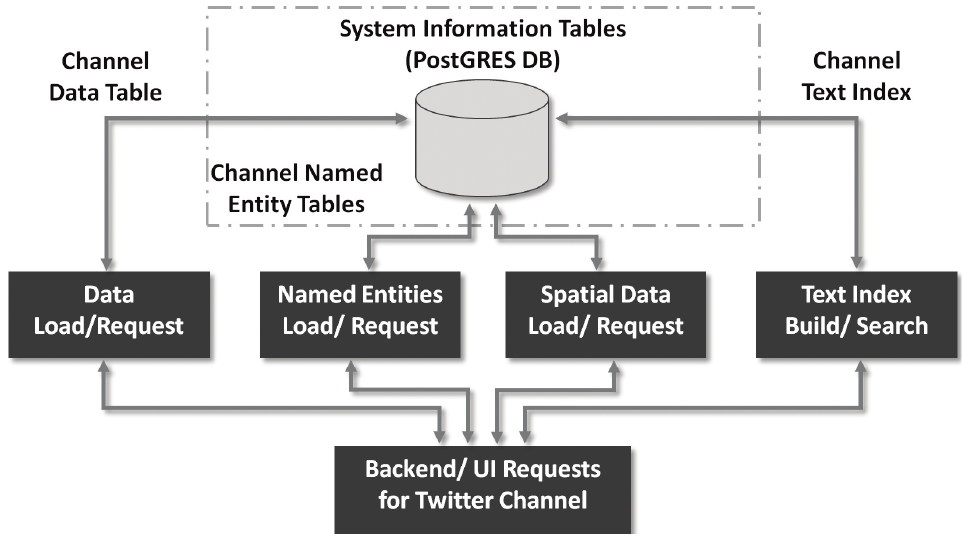 System Information Tables
(PostGRES DB)
Channel
Data Table
Channel
Text Index
Channel Named
Entity Tables
Data
Load/Request
Named Entities
Load/ Request
Spatial Data
Load/ Request
Text Index
Build/ Search
Backend/ UI Requests
for Twitter Channel